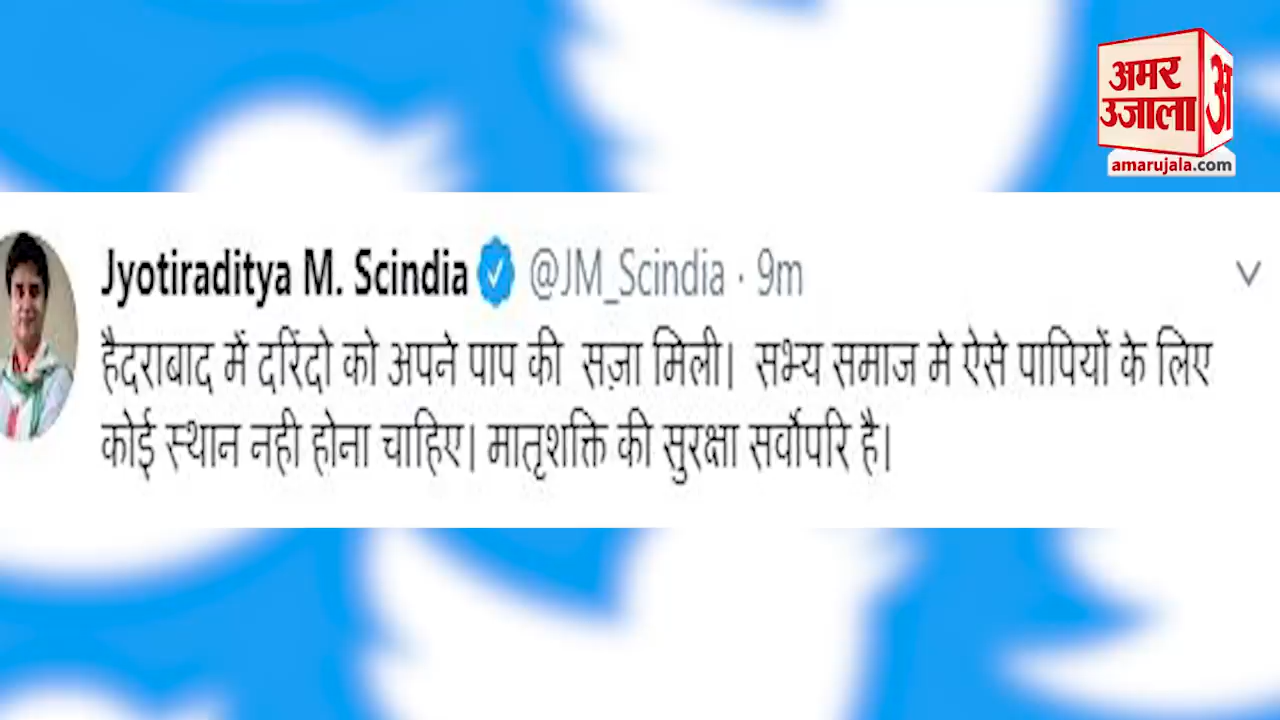 अमर
उजाला
अ
amarujala.com
Jyotiraditya M. Scindia @JM_Scindia · 9m
हैदराबाद में दरिंदो को अपने पाप की सज़ा मिली। सभ्य समाज मे ऐसे पापियों के लिए
कोई स्थान नही होना चाहिए। मातृशक्ति की सुरक्षा सर्वोपरि है।